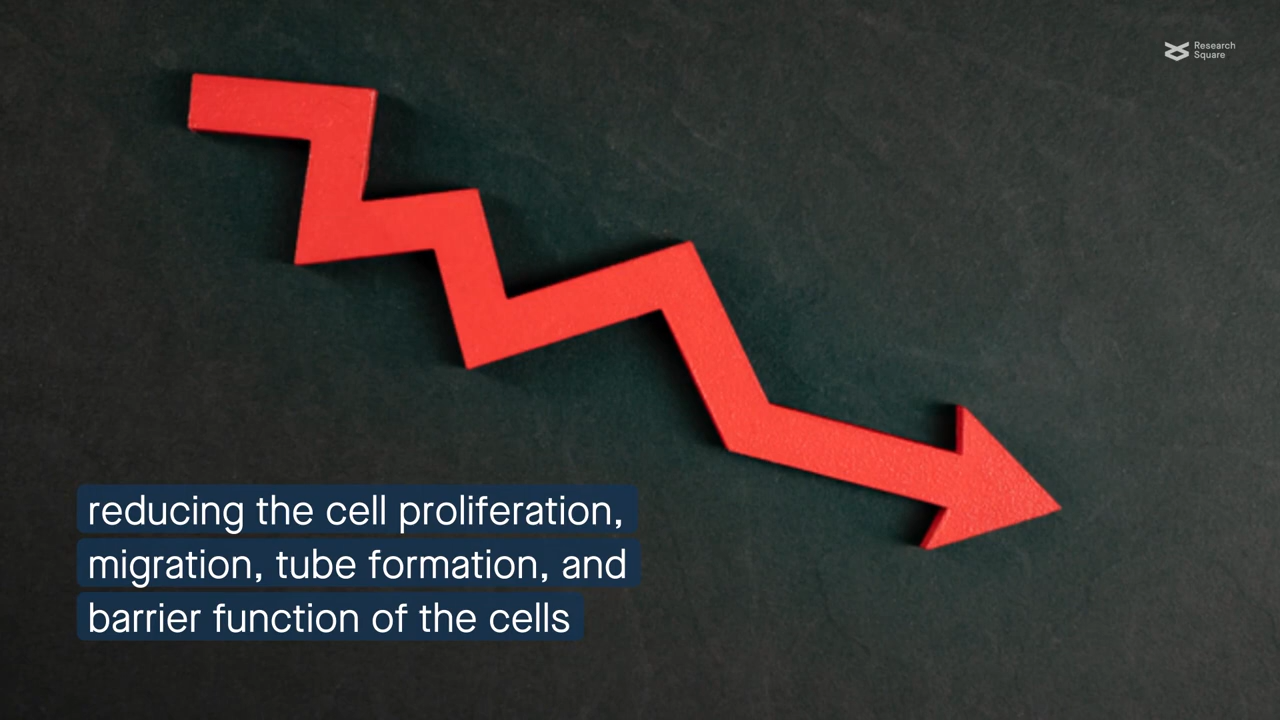 Research
Square
reducing the cell proliferation,
migration, tube formation, and
barrier function of the cells